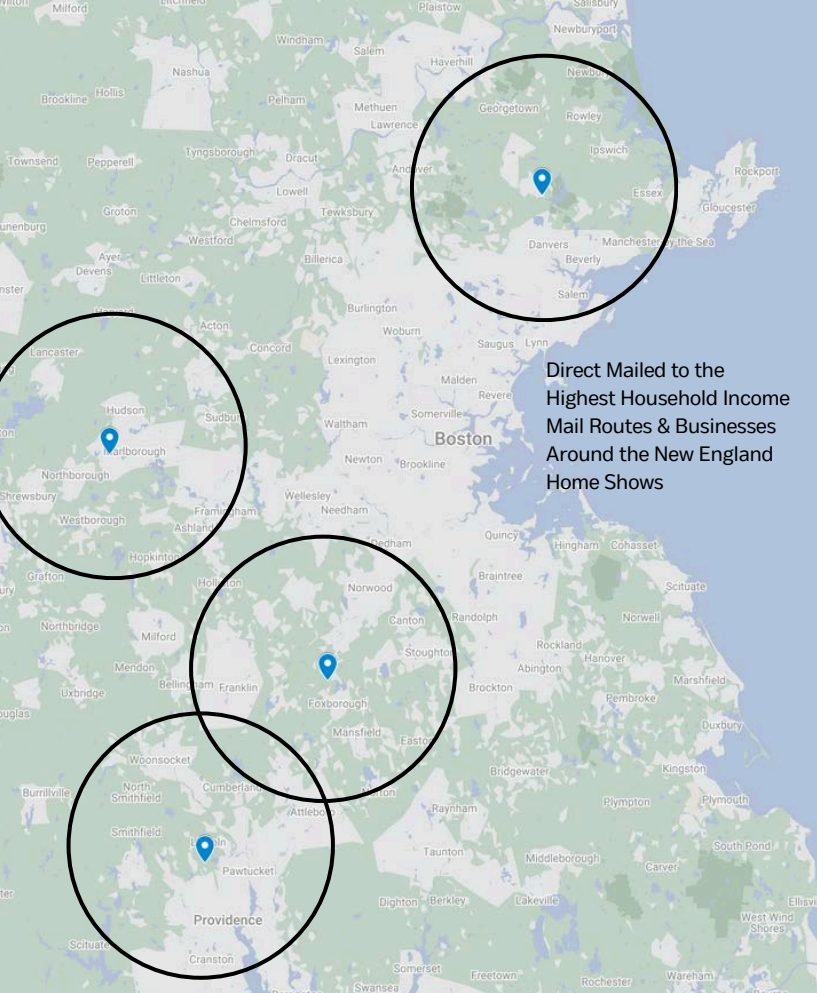 Milford
Plaistow
Salisbury
Newburyport
Windham
Salem
Haverhill
Nashua
Newbury
Brookline
Hollis
Pelham
Methuen
Georgetown
Rowley
Lawrence
Townsend
Pepperell
Tyngsborough
Dracut
Andover
Ipswich
Rockport
Lowell
Essex
Groton
Tewksbury
Gloucester
Chelmsford
Westford
Danvers
Manchester by the Sea
Ayer
Devens
Billerica
Beverly
Littleton
Salem
Harvard
Burlington
Acton
Woburn
Lancaster
Concord
Lexington
Saugus
Lynn
Direct Mailed to the
Highest Household Income
Mail Routes & Businesses
Around the New England
Home Shows
Malden
Revere
Hudson
Sudbury
Waltham
Somerville
Boston
Marlborough
Newton
Brookline
Northborough
Shrewsbury
Wellesley
Westborough
Framingham
Needham
Ashland
Quincy
Dedham
Hingham
Cohasset
Hopkinton
Grafton
Holliston
Norwood
Braintree
Scituate
Northbridge
Canton
Randolph
Norwell
Milford
Stoughton
Rockland
Hanover
Mendon
Abington
Marshfield
Uxbridge
Bellingham
Franklin
Brockton
Pembroke
Foxborough
Duxbury
Mansfield
Easton
Woonsocket
Bridgewater
Kingston
Burrillville
North
Smithfield
Cumberland
Norton
Plympton
Plymouth
Attleboro
Raynham
Smithfield
Lincoln
Taunton
Middleborough
South Pond
Pawtucket
Carver
Dighton
Berkley
Lakeville
Providence
West Wind
Shores
Scituate
Cranston
Somerset
Freetown
Rochester
Wareham
Swansea